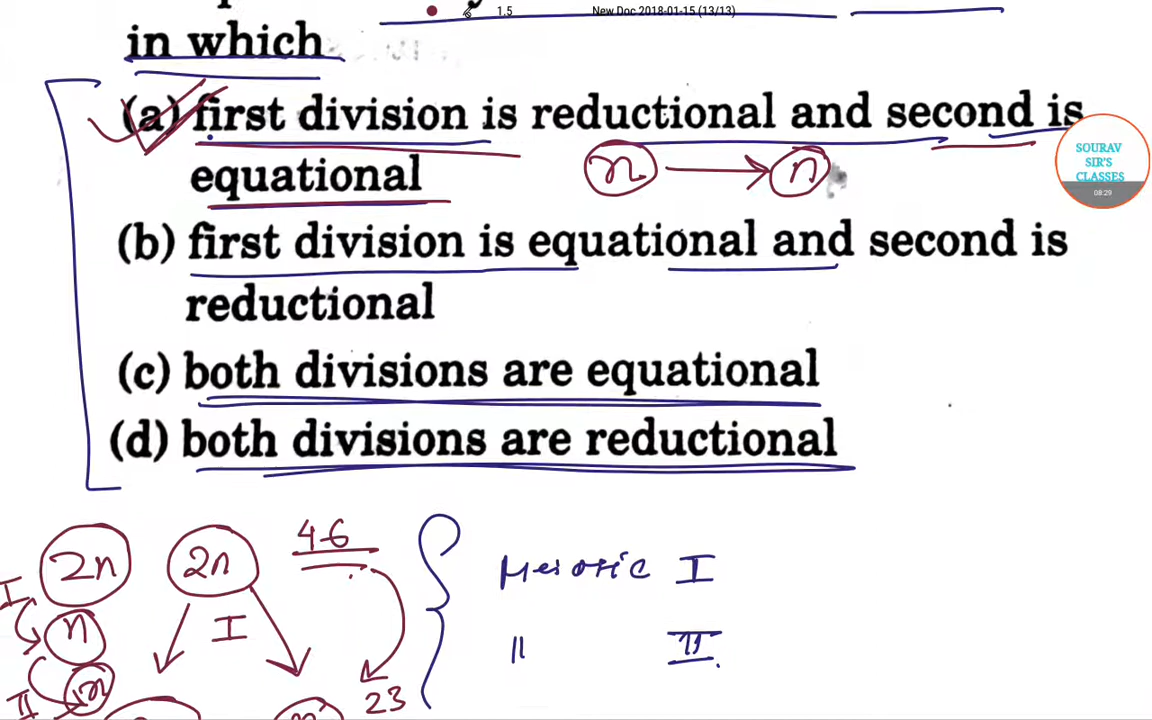 1.5 New Doc 2018-01-15 (13/13)
in which
(a) first division is reductional and second is
equational
n → n
SOURAV
SIR'S
CLASSES
08:29
(b) first division is equational and second is
reductional
(c) both divisions are equational
(d) both divisions are reductional
2n 2n 46
Meiotic I
I
n I
" II
II n
23